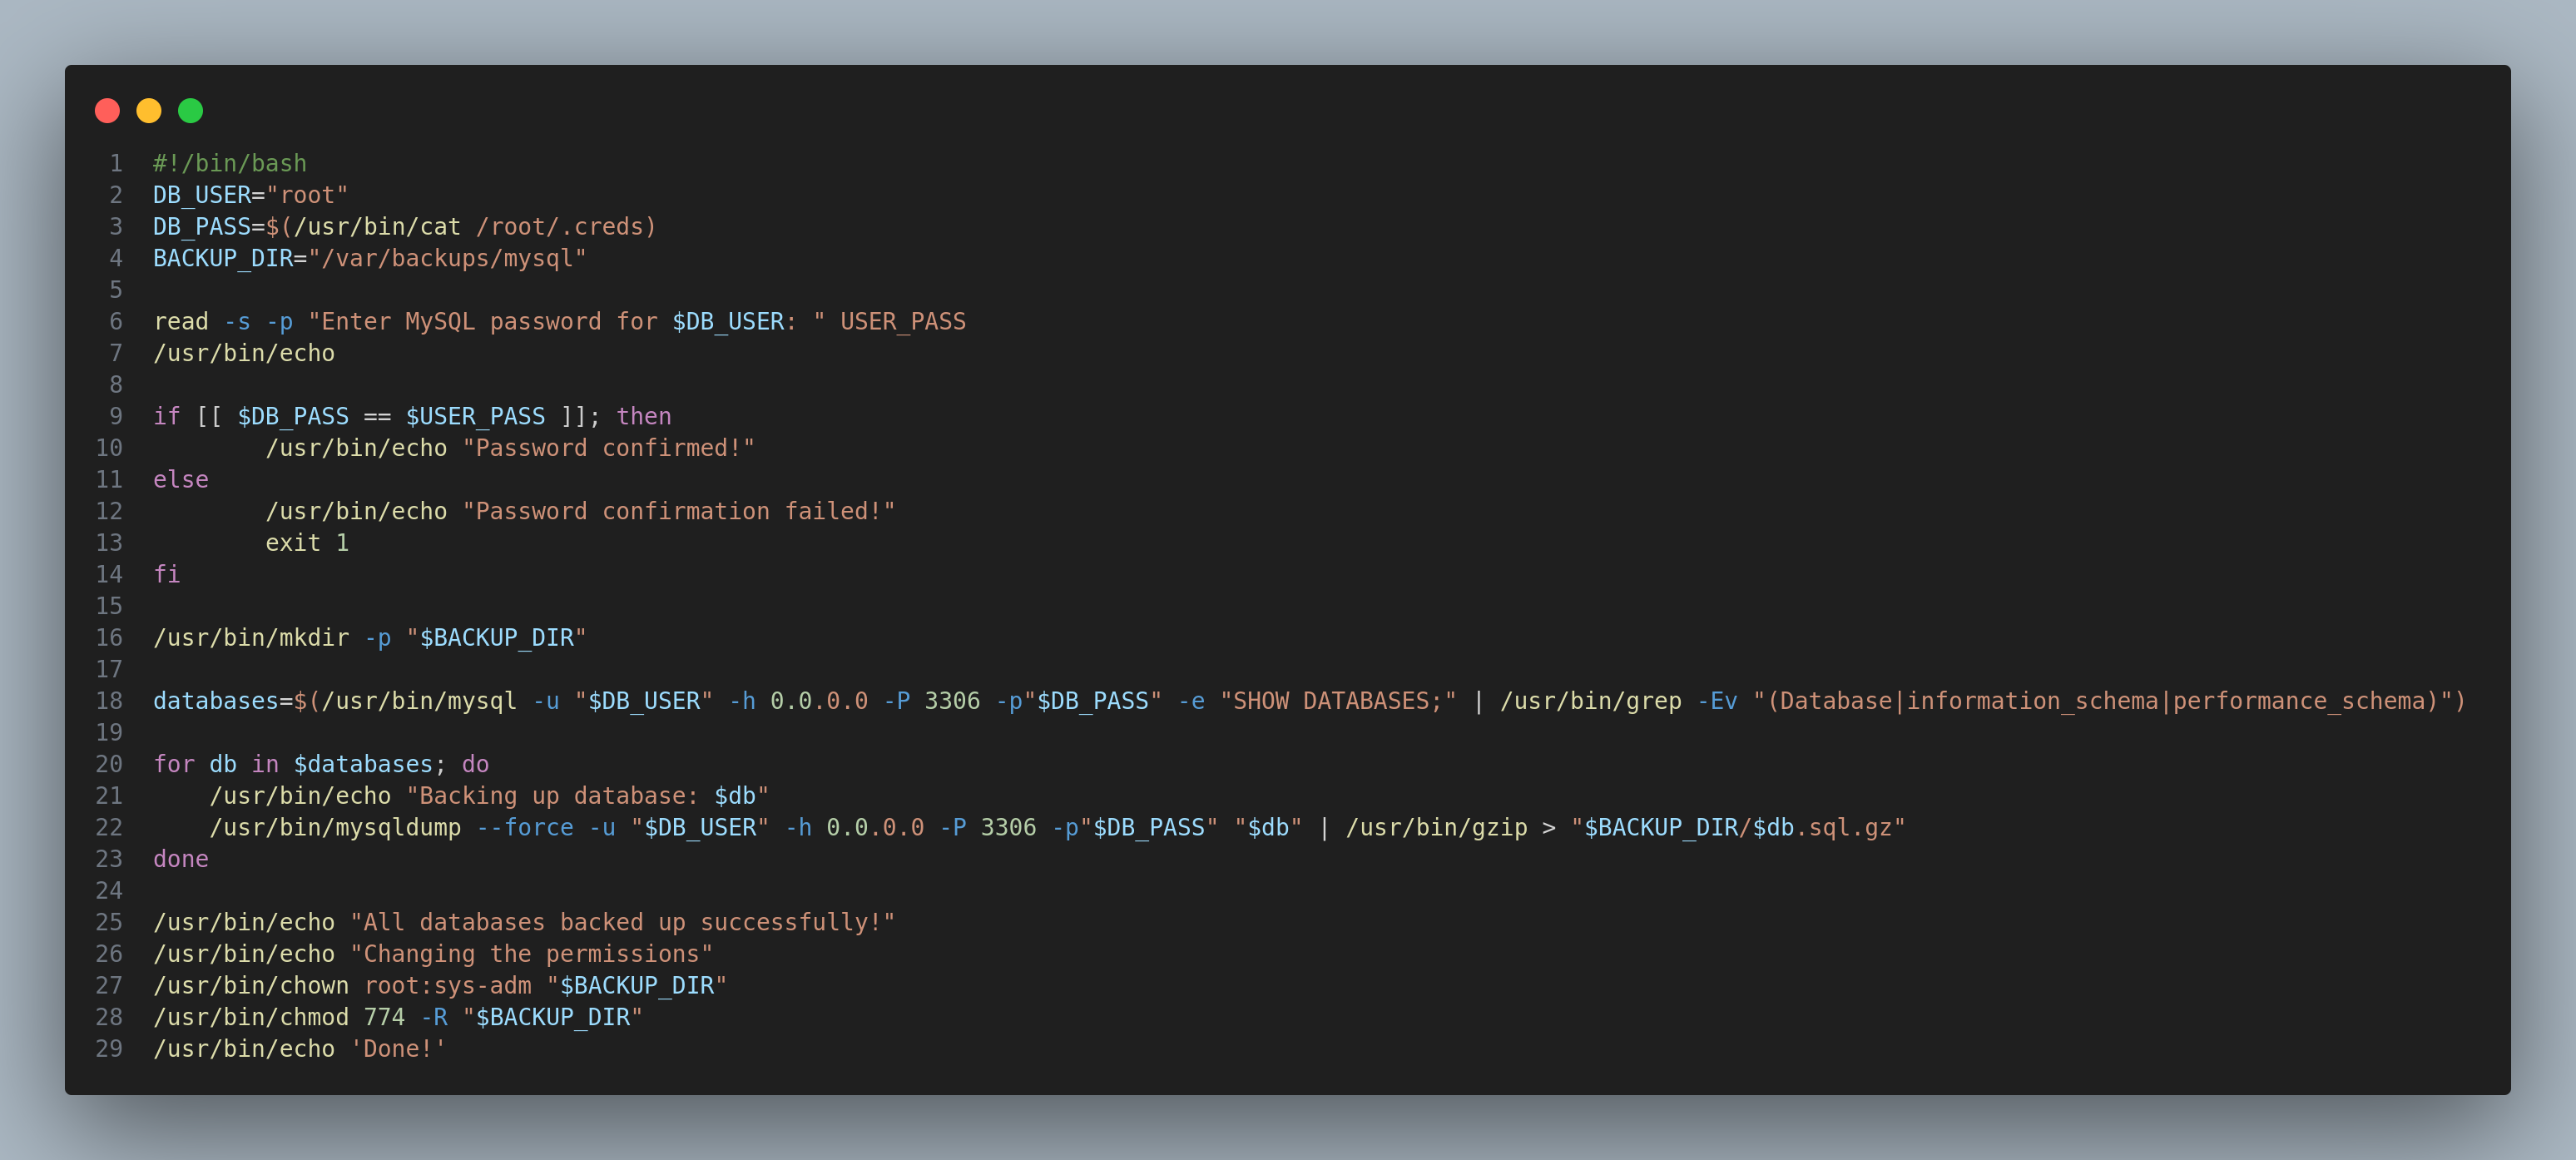 1 #!/bin/bash
2 DB_USER="root"
3 DB_PASS=$(/usr/bin/cat /root/.creds)
4 BACKUP_DIR="/var/backups/mysql"
5
6 read -s -p "Enter MySQL password for $DB_USER: " USER_PASS
7 /usr/bin/echo
8
9 if [[ $DB_PASS == $USER_PASS ]]; then
10         /usr/bin/echo "Password confirmed!"
11 else
12         /usr/bin/echo "Password confirmation failed!"
13         exit 1
14 fi
15
16 /usr/bin/mkdir -p "$BACKUP_DIR"
17
18 databases=$(/usr/bin/mysql -u "$DB_USER" -h 0.0.0.0 -P 3306 -p"$DB_PASS" -e "SHOW DATABASES;" | /usr/bin/grep -Ev "(Database|information_schema|performance_schema)")
19
20 for db in $databases; do
21     /usr/bin/echo "Backing up database: $db"
22     /usr/bin/mysqldump --force -u "$DB_USER" -h 0.0.0.0 -P 3306 -p"$DB_PASS" "$db" | /usr/bin/gzip > "$BACKUP_DIR/$db.sql.gz"
23 done
24
25 /usr/bin/echo "All databases backed up successfully!"
26 /usr/bin/echo "Changing the permissions"
27 /usr/bin/chown root:sys-adm "$BACKUP_DIR"
28 /usr/bin/chmod 774 -R "$BACKUP_DIR"
29 /usr/bin/echo 'Done!'